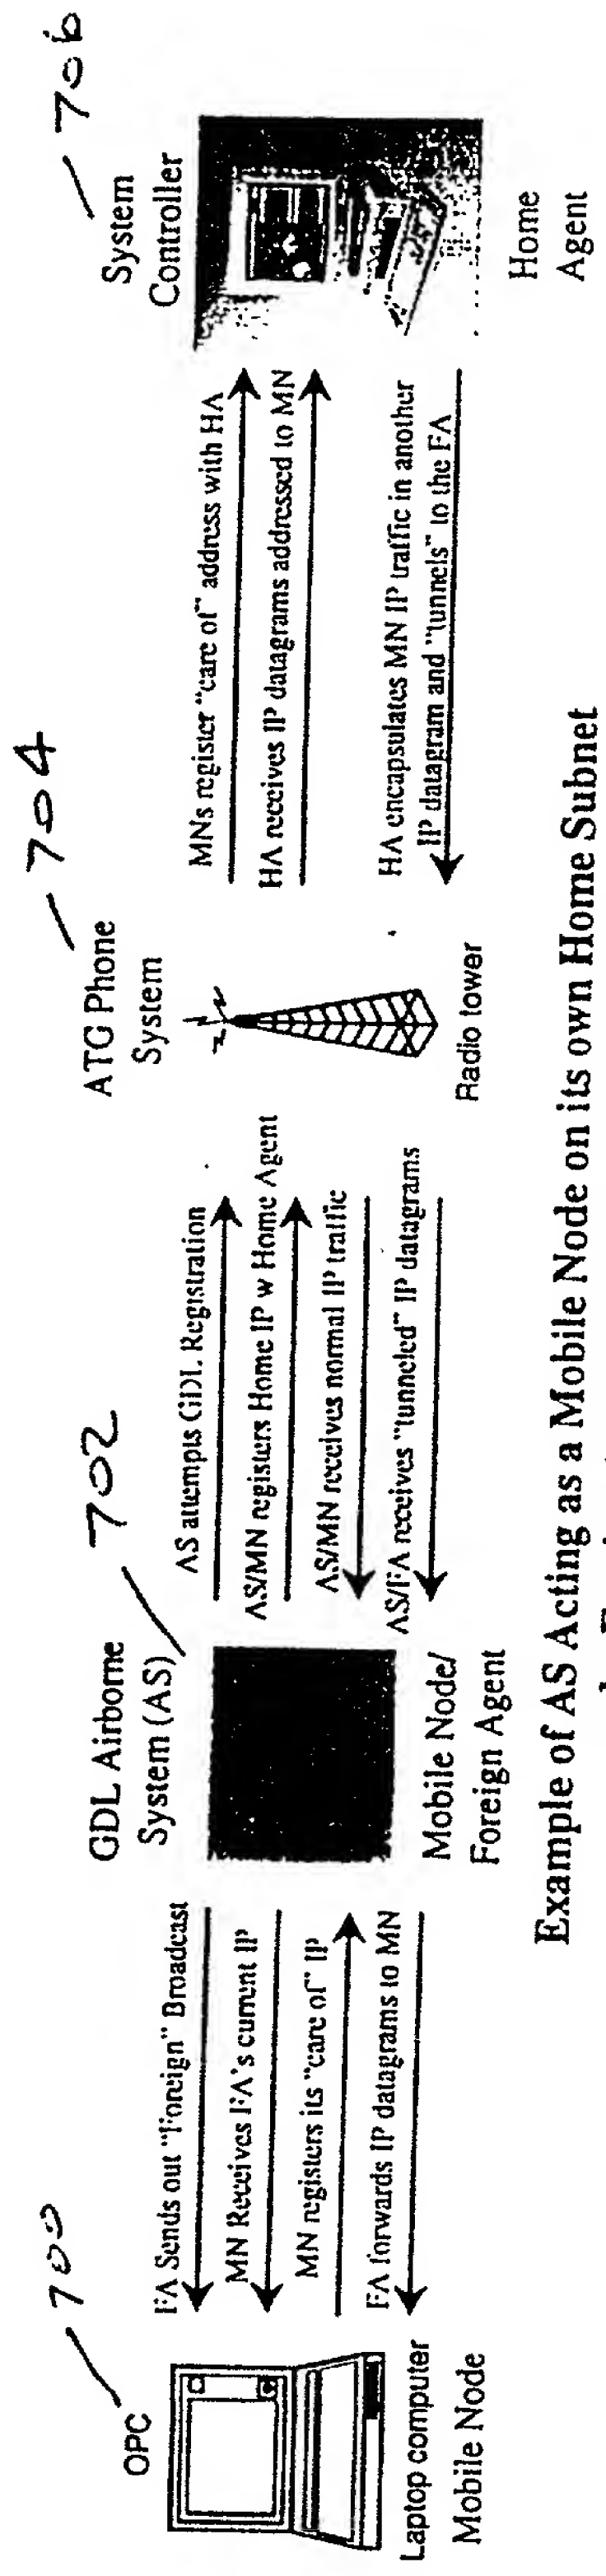 OPC
700
Laptop computer
Mobile Node
FA Sends out "Foreign" Broadcast
MN Receives FA's current IP
MN registers its "care of" IP
FA forwards IP datagrams to MN
GDL Airborne
System (AS)
702
Mobile Node/
Foreign Agent
AS attempts GDL Registration
AS/MN registers Home IP w Home Agent
AS/MN receives normal IP traffic
AS/FA receives "tunneled" IP datagrams
ATG Phone
System
704
Radio tower
MNs register "care of" address with HA
HA receives IP datagrams addressed to MN
HA encapsulates MN IP traffic in another
IP datagram and "tunnels" to the FA
System
Controller
706
Home
Agent
Example of AS Acting as a Mobile Node on its own Home Subnet